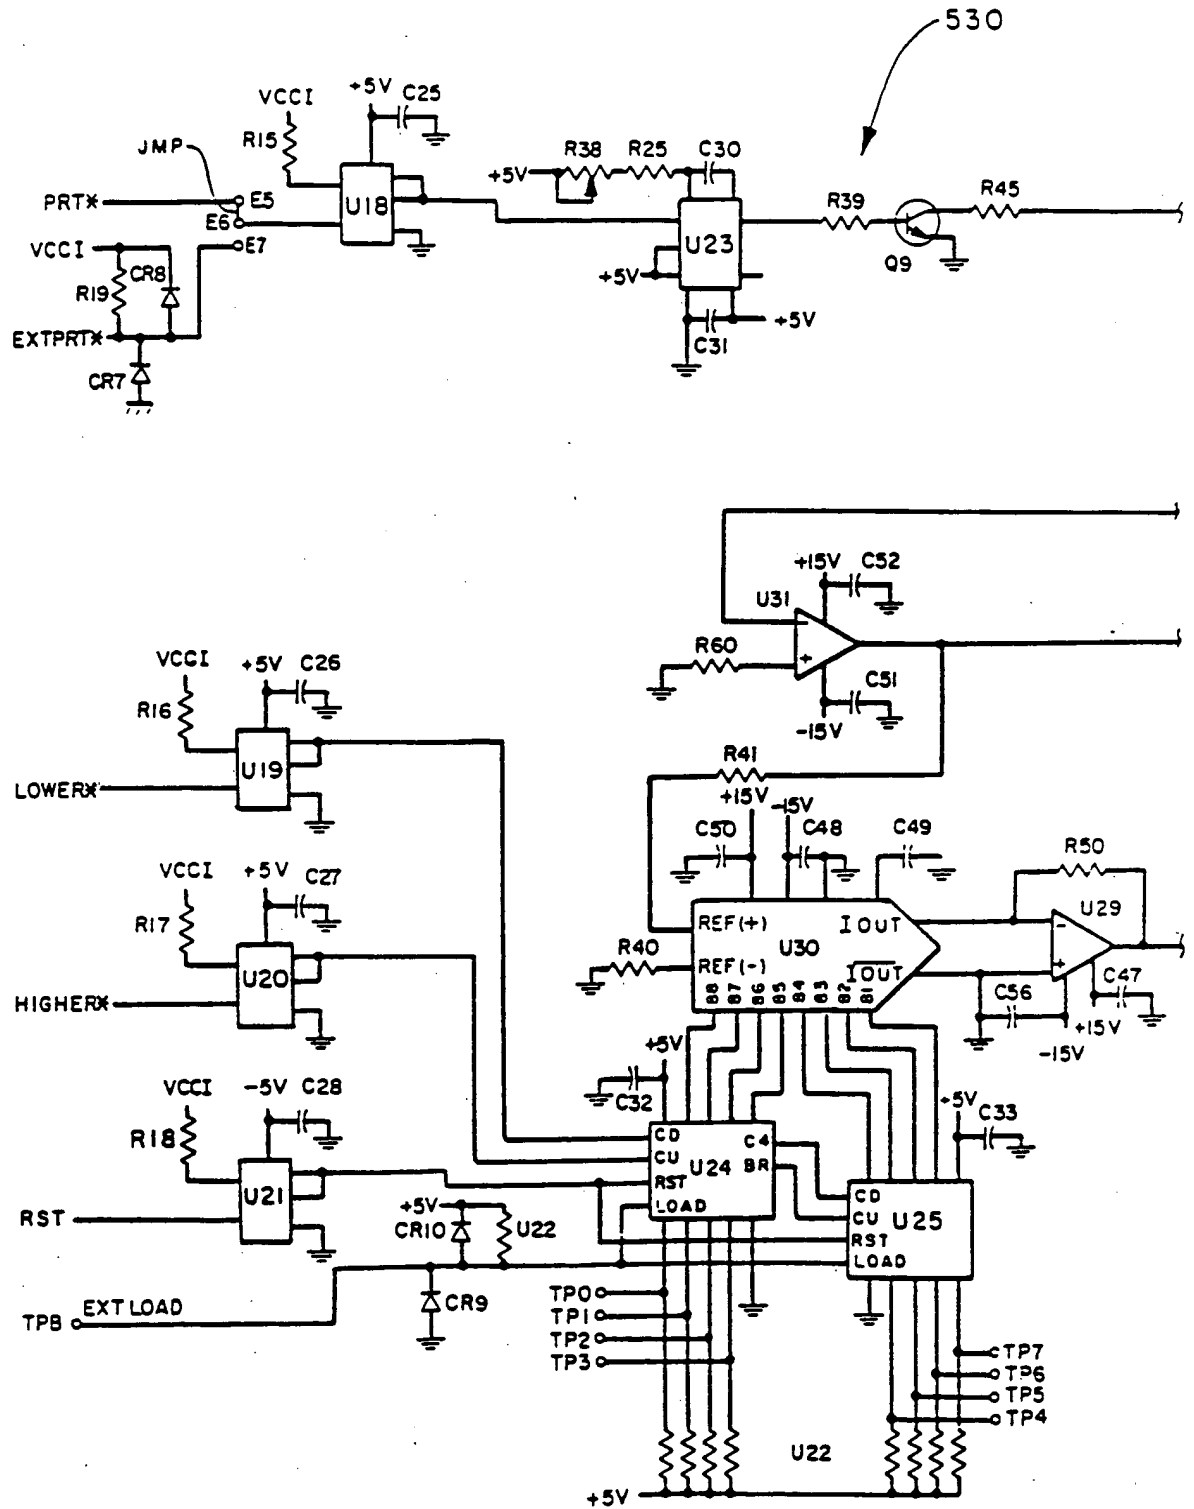 530
+5V C25
VCCI
R15
JMP
PRTX E5
E6
U18
VCCI E7
R19 CR8
EXTPRTX
CR7
+5V R38 R25 C30
U23
+5V
C31 +5V
R39 R45
Q9
+15V C52
U31
-
+
R60
C51
-15V
VCCI +5V C26
R16
U19
LOWERX
R41
+15V -15V
C50 C48 C49
R50
VCCI +5V C27
R17
U20
HIGHERX
REF(+) IOUT
U30
R40 REF(-) IOUT
B8 B7 B6 B5 B4 B3 B2 B1
U29
-
+
C47
C56
+15V
-15V
VCCI -5V C28
R18
U21
RST
+5V
C32
CD C4
CU U24 BR
RST
LOAD
+5V C33
CD
CU U25
RST
LOAD
+5V
CR10 U22
EXT LOAD
TP8
CR9
TP0
TP1
TP2
TP3
TP7
TP6
TP5
TP4
U22
+5V